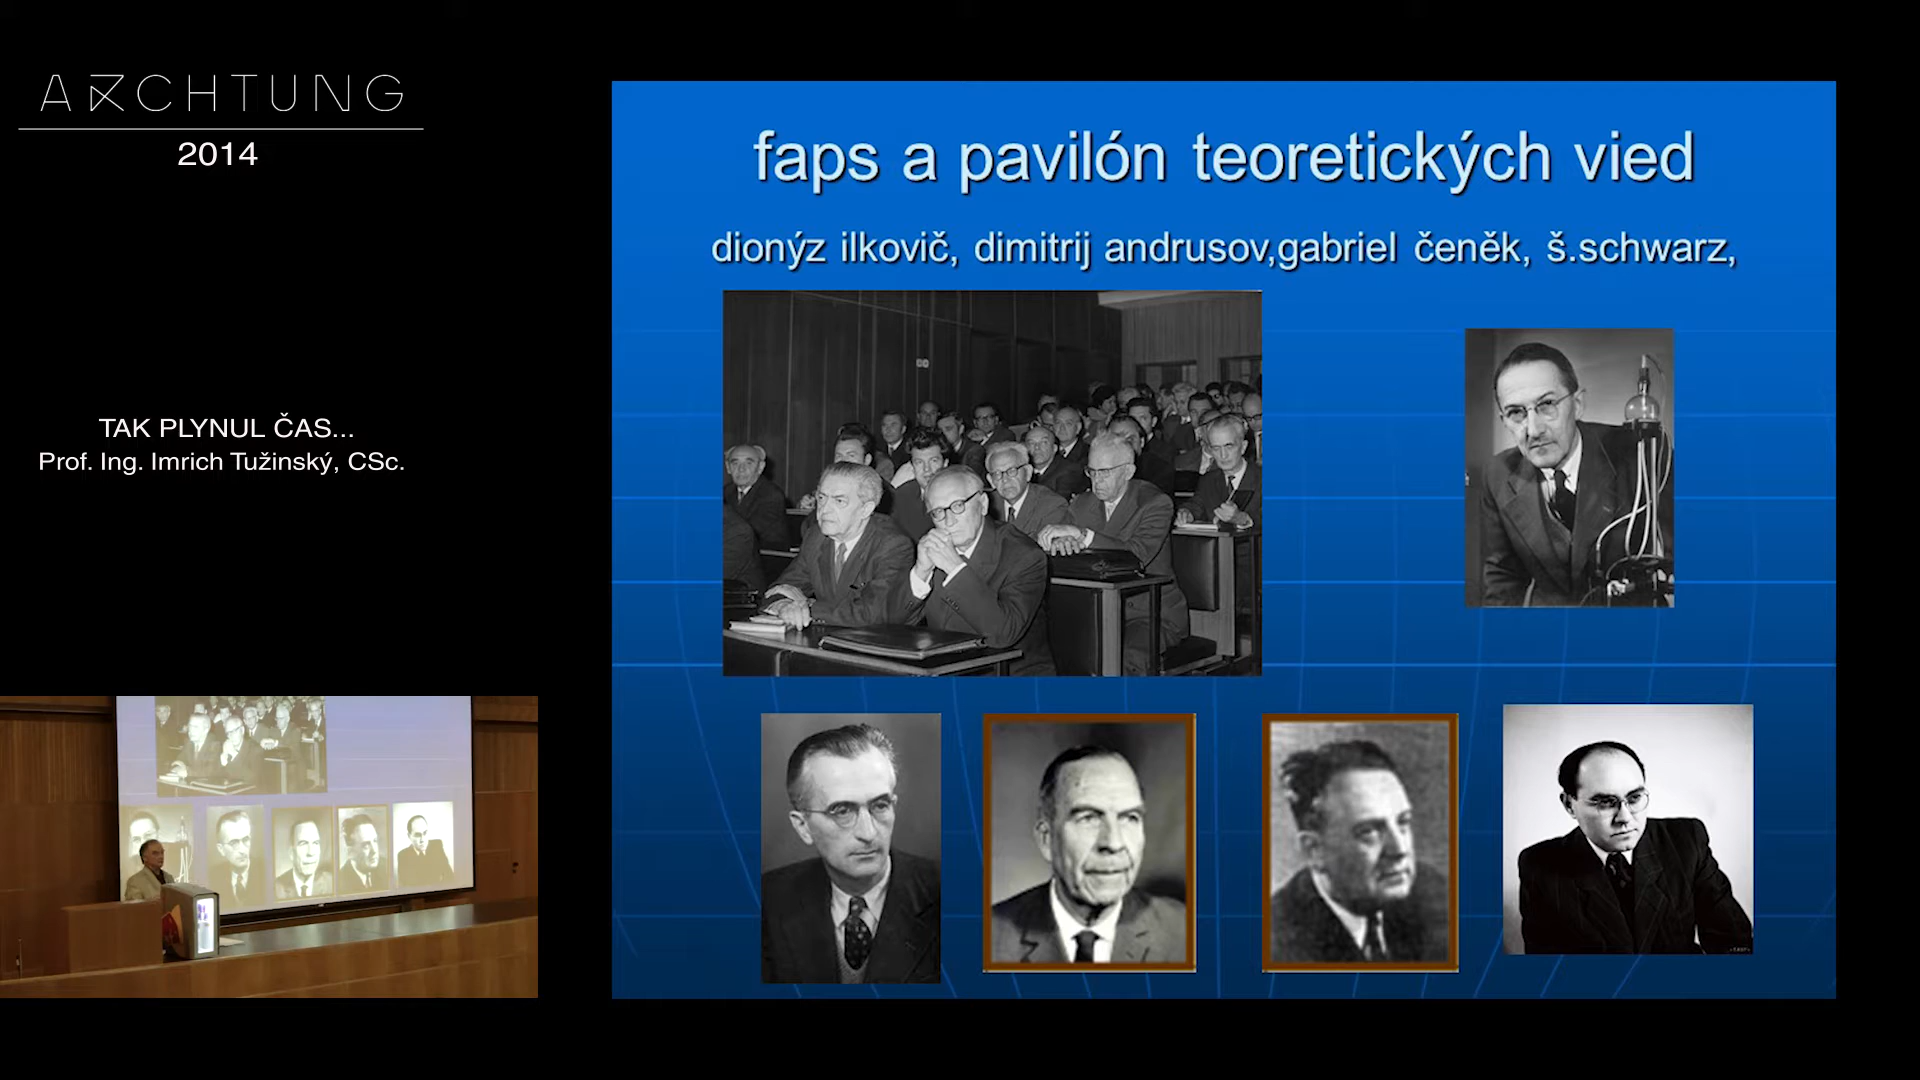 ARCHTUNG
2014
TAK PLYNUL ČAS...
Prof. Ing. Imrich Tužinský, CSc.
faps a pavilón teoretických vied
dionýz ilkovič, dimitrij andrusov,gabriel čeněk, š.schwarz,